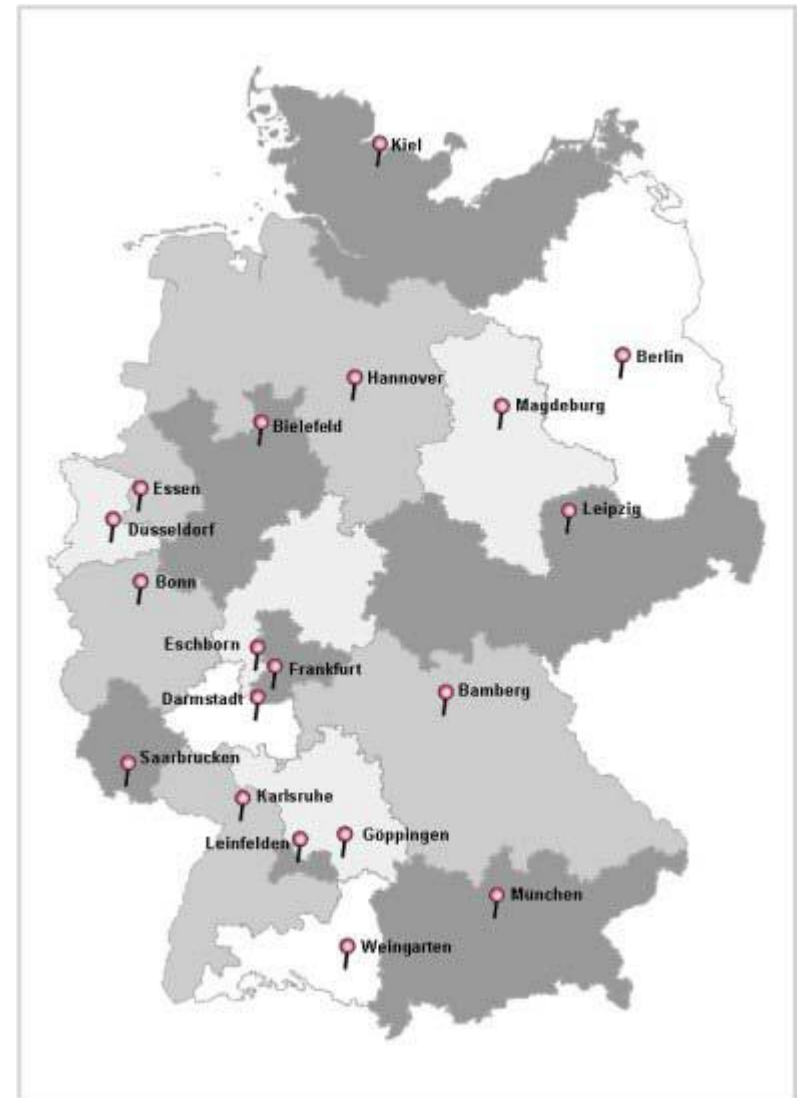 Kiel
Berlin
Hannover
Magdeburg
Bielefeld
Essen
Leipzig
Dusseldorf
Bonn
Eschborn
Frankfurt
Bamberg
Darmstadt
Saarbrucken
Karlsruhe
Göppingen
Leinfelden
Munchen
Weingarten